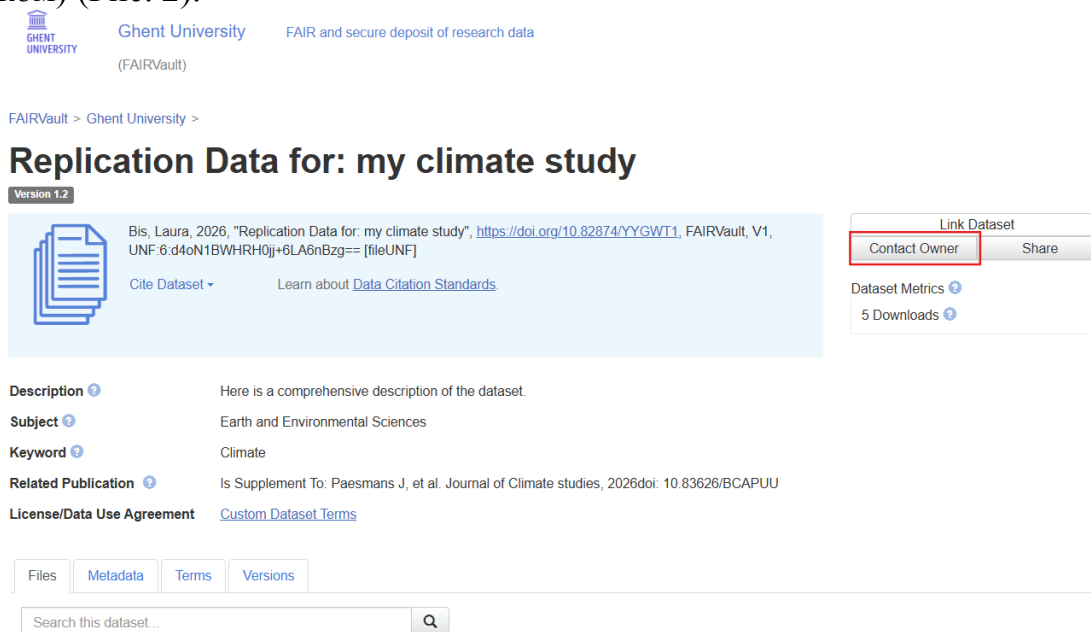 GHENT
UNIVERSITY
Ghent University
FAIR and secure deposit of research data
(FAIRVault)
FAIRVault > Ghent University >
Replication Data for: my climate study
Version 1.2
Bis, Laura, 2026, "Replication Data for: my climate study", https://doi.org/10.82874/YYGWT1, FAIRVault, V1,
UNF:6:d4oN1BWHRH0jj+6LA6nBzg== [fileUNF]
Cite Dataset
Learn about Data Citation Standards.
Link Dataset
Contact Owner
Share
Dataset Metrics
5 Downloads
Description
Here is a comprehensive description of the dataset.
Subject
Earth and Environmental Sciences
Keyword
Climate
Related Publication
Is Supplement To: Paesmans J, et al. Journal of Climate studies, 2026doi: 10.83626/BCAPUU
License/Data Use Agreement
Custom Dataset Terms
Files
Metadata
Terms
Versions
Search this dataset...